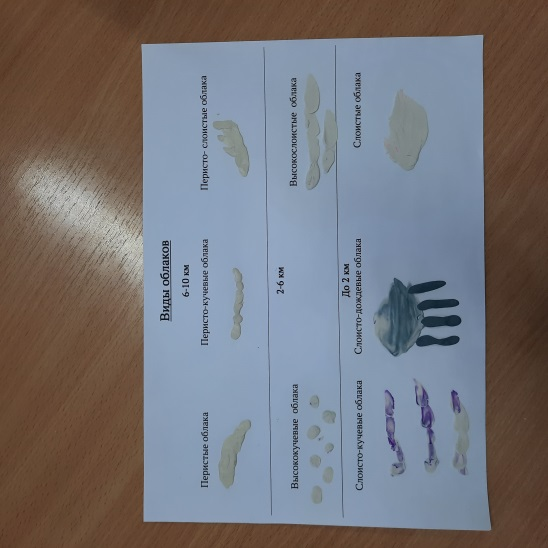 Виды облаков
6-10 км
Перистые облака Перисто-кучевые облака Перисто- слоистые облака
2-6 км
Высококучевые облака Высокослоистые облака
До 2 км
Слоисто-кучевые облака Слоисто-дождевые облака Слоистые облака